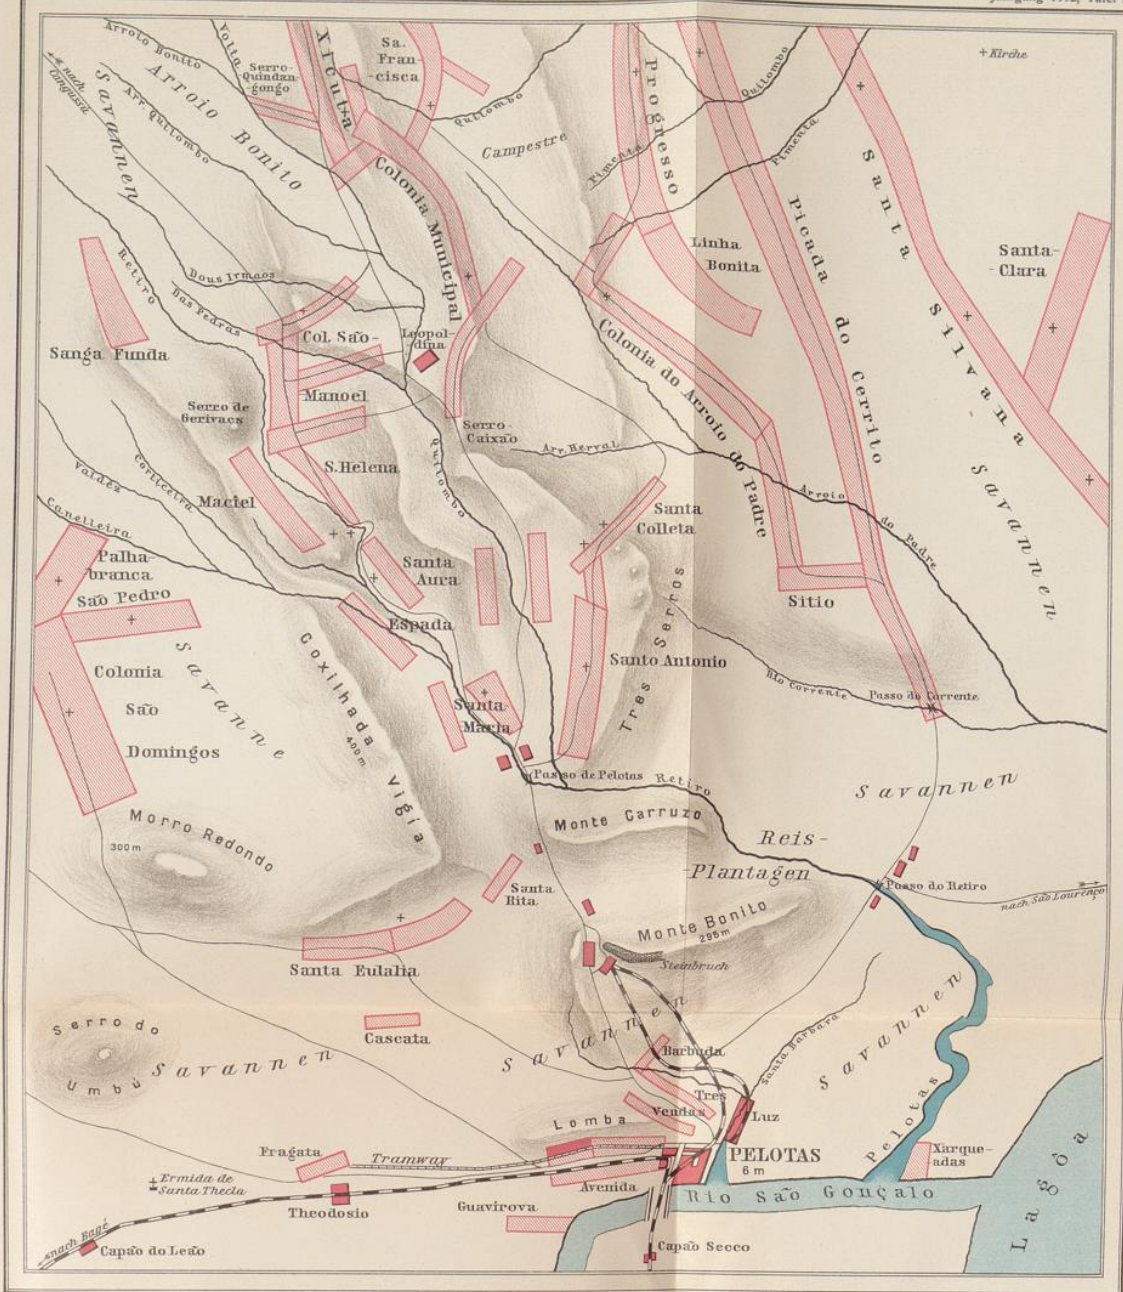 Arroio Bonito
Volta
Xicuta
Sa.
Fran-
-cisca
+ Kirche
nach
Cangussú
Savannen
Arr. Quilombo
Arroio Bonito
Serro-
Quindan-
-gongo
Quilombo
Campestre
Progresso
Pimenta
Quilombo
Pimenta
Santa Silvana
Picada do Cerrito
Colonia Municipal
Linha
Bonita
Santa-
-Clara
Retiro
Dous Irmaos
Das Pedras
Sanga Funda
Col. São-
Manoel
Leopol-
-dina
Colonia do Arroio do Padre
Serro de
Gerivacs
Serro-
Caixão
Arr. Herval
Quilombo
S. Helena
Savannen
Valdéz
Corticeira
Canelleira
Maciel
Arroio do Padre
Santa
Colleta
Palha-
branca
São Pedro
Santa
Aura
Espada
Sitio
Colonia
São
Domingos
Savanne
Coxilhada Vigia
400 m
Santo Antonio
Tres Serros
Rio Corrente
Passo do Corrente
Santa-
Maria
Passo de Pelotas
Retiro
Savannen
Morro Redondo
300 m
Monte Carruzo
Reis-
-Plantagen
Santa
Rita
Passo do Retiro
nach São Lourenço
Monte Bonito
295 m
Steinbruch
Santa Eulalia
Serro do
Umbú
Savannen
Cascata
Savannen
Savannen
Santa Barbara
Barbuda
Tres
Vendas
Luz
Lomba
Pelotas
Fragata
Tramway
PELOTAS
6 m
Xarque-
adas
Ermida de
Santa Thecla
Avenida
Rio São Gonçalo
Lagôa
Theodosio
Guavirova
nach Bagé
Capão do Leão
Capão Secco